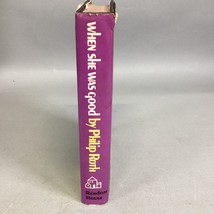 WHEN SHE WAS GOOD by Philip Roth
Random
House